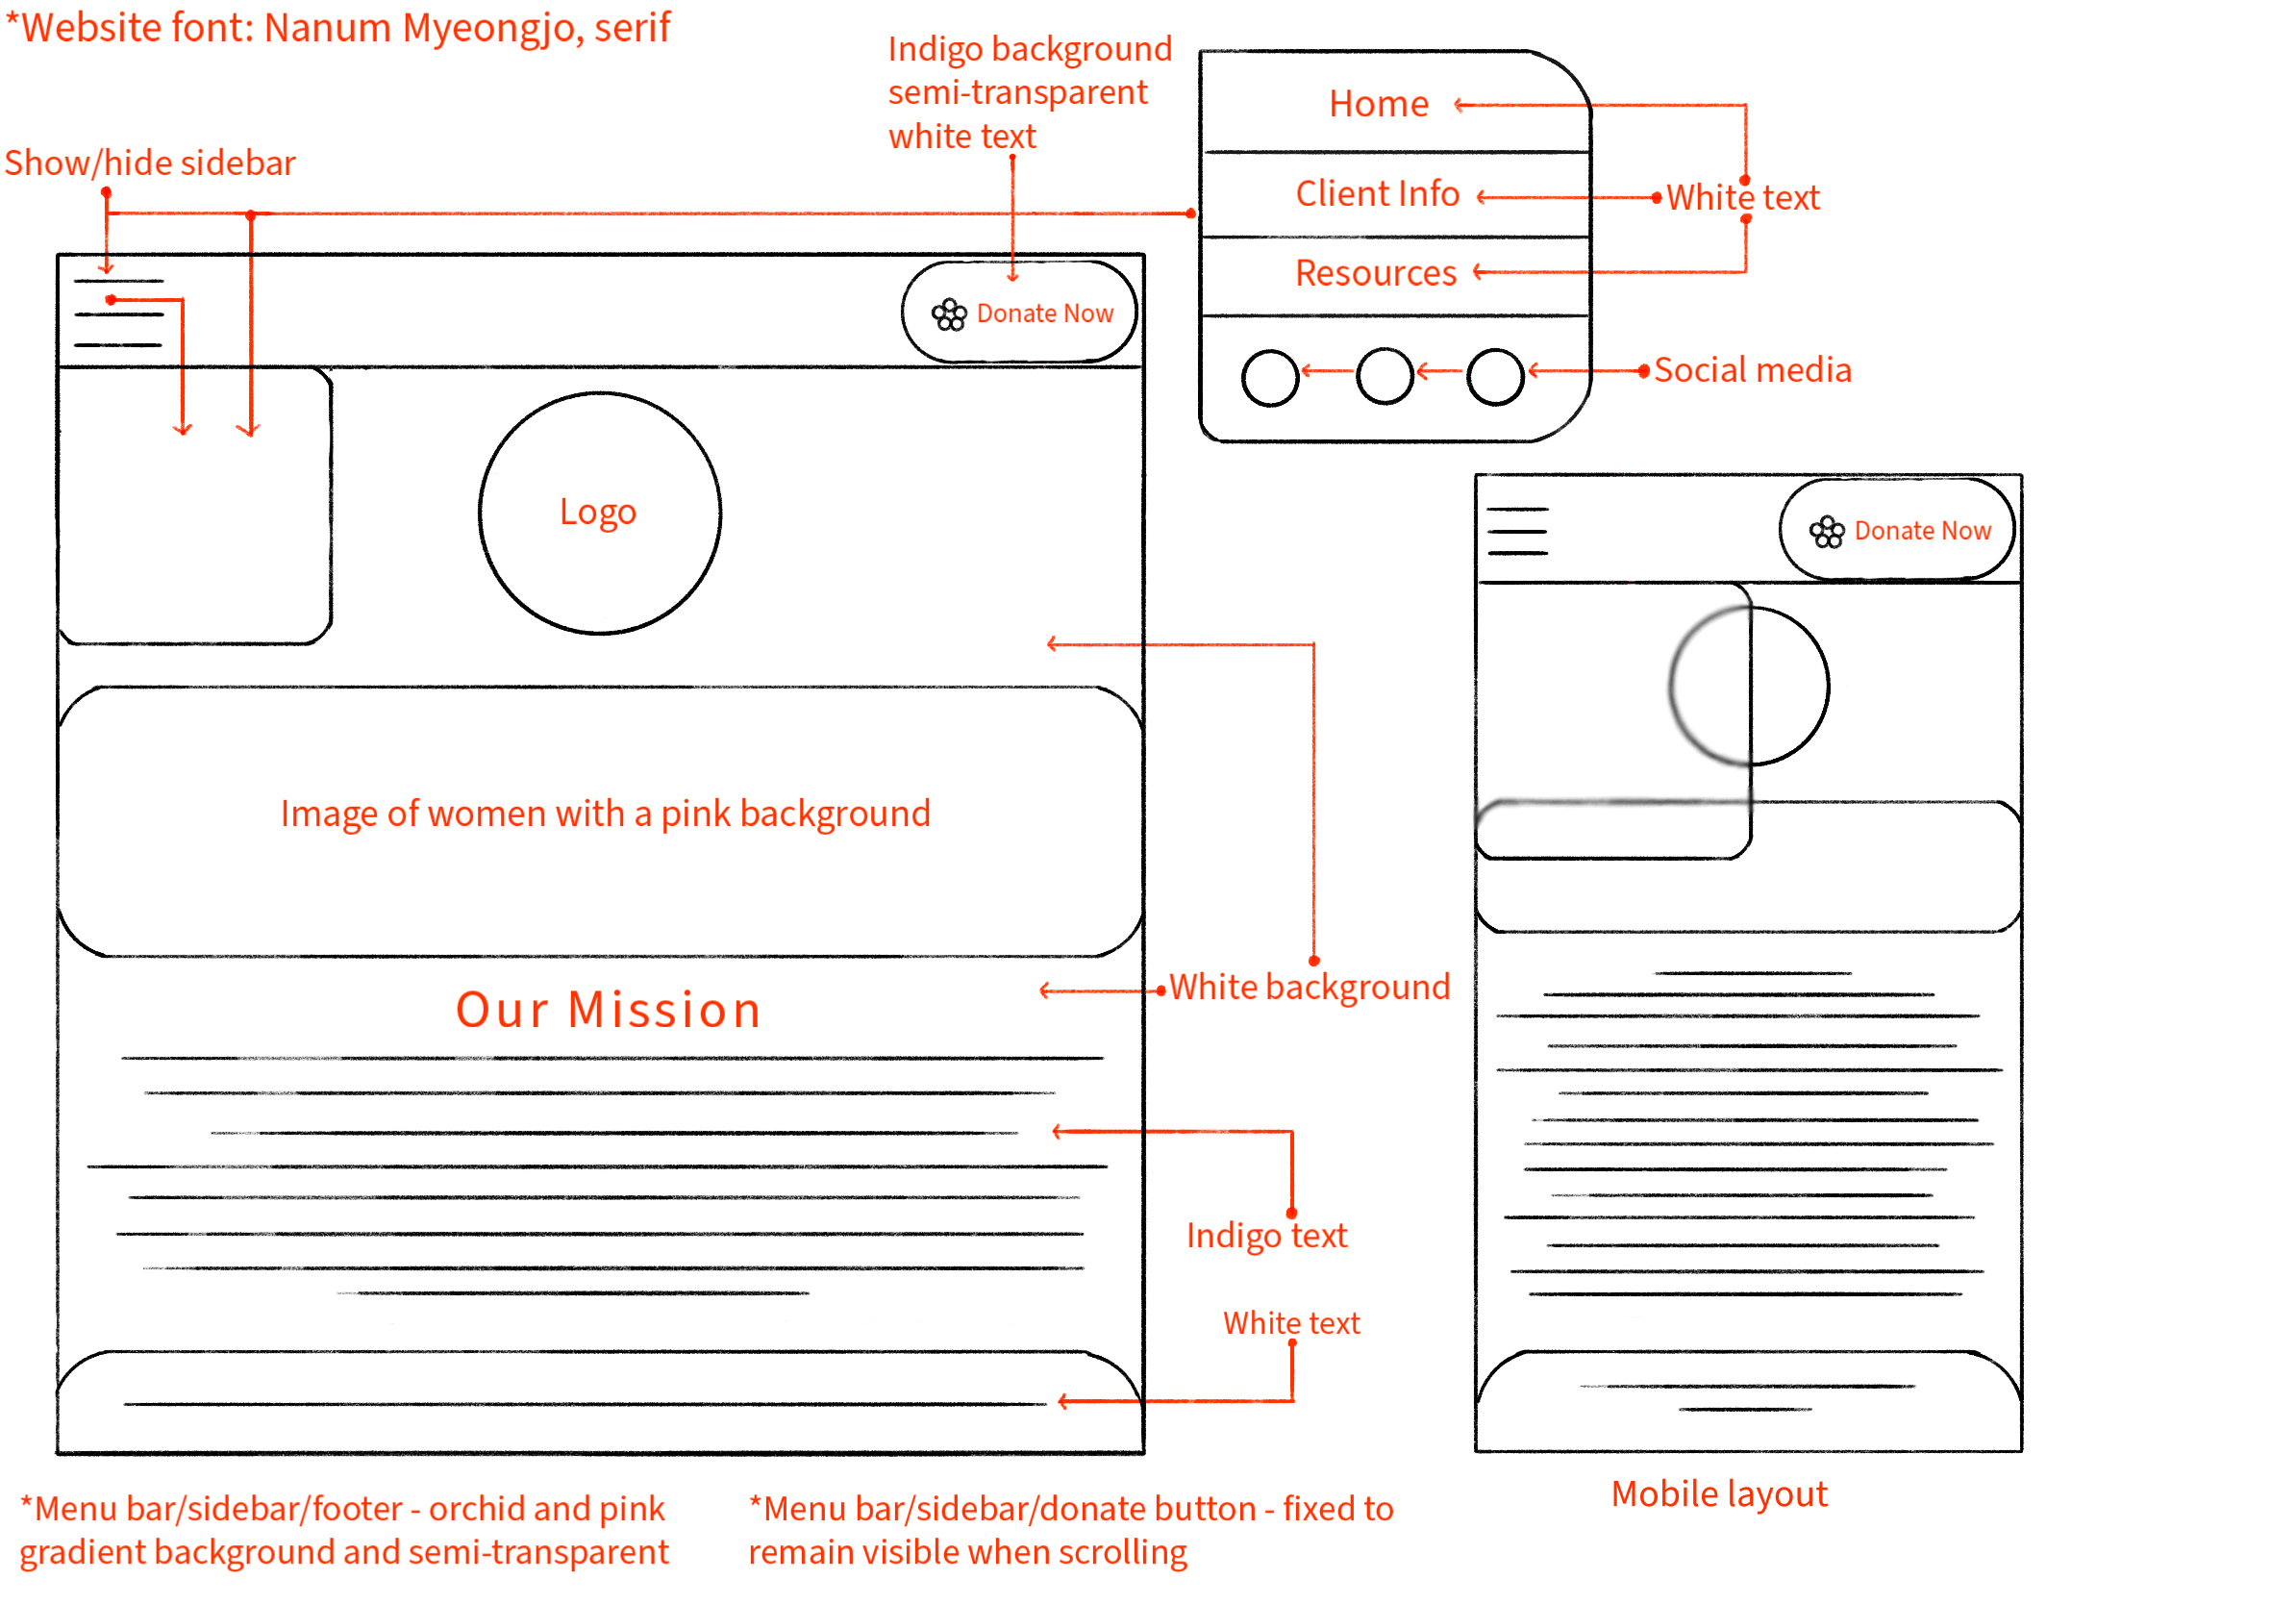 *Website font: Nanum Myeongjo, serif
Indigo background
semi-transparent
white text
Show/hide sidebar
Home
Client Info
White text
Resources
Social media
Donate Now
Logo
Donate Now
Image of women with a pink background
White background
Our Mission
Indigo text
White text
Mobile layout
*Menu bar/sidebar/footer - orchid and pink
gradient background and semi-transparent
*Menu bar/sidebar/donate button - fixed to
remain visible when scrolling